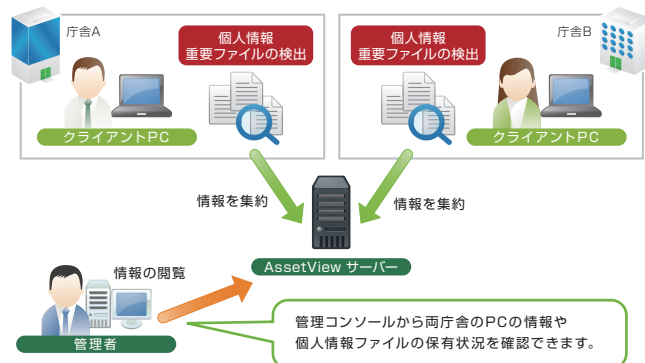 庁舎A
個人情報
重要ファイルの検出
クライアントPC
個人情報
重要ファイルの検出
庁舎B
クライアントPC
情報を集約
情報を集約
AssetView サーバー
情報の閲覧
管理者
管理コンソールから両庁舎のPCの情報や
個人情報ファイルの保有状況を確認できます。